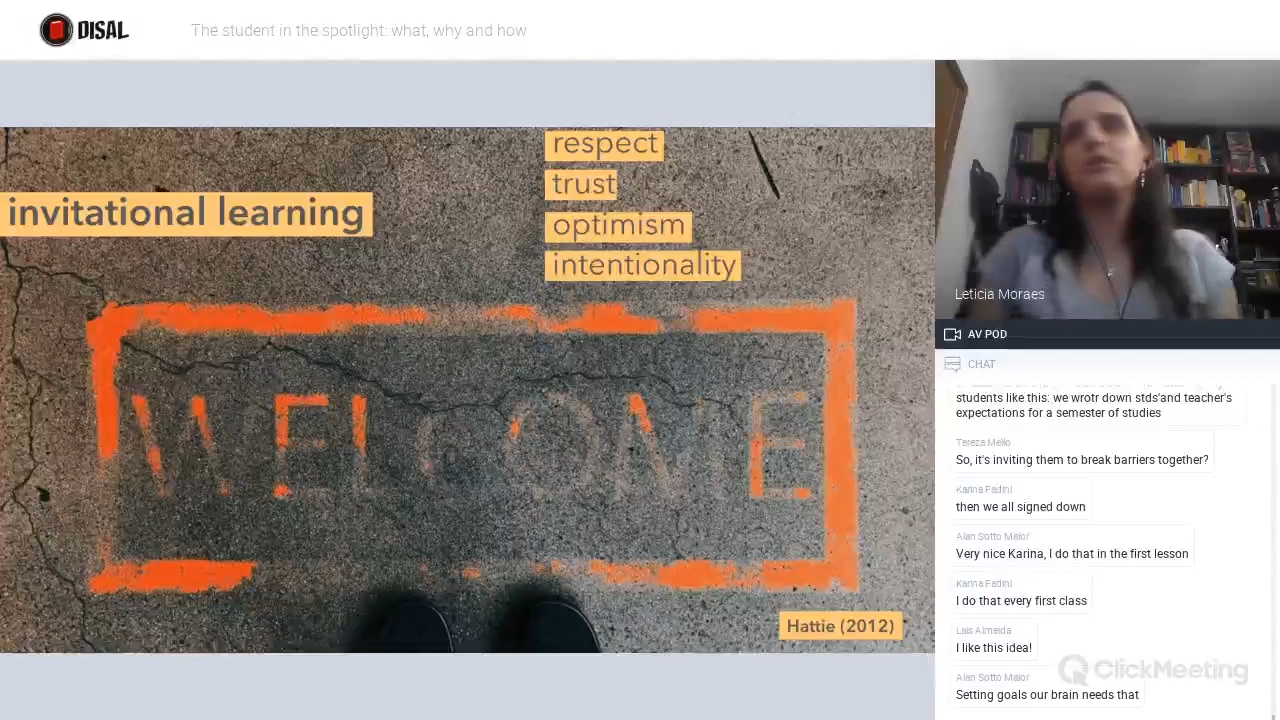 DISAL
The student in the spotlight: what, why and how
respect
trust
invitational learning
optimism
intentionality
WELCOME
Hattie (2012)
Leticia Moraes
AV POD
CHAT
students like this: we wrotr down stds'and teacher's
expectations for a semester of studies
Tereza Mello
So, it's inviting them to break barriers together?
Karina Fadini
then we all signed down
Alan Sotto Maior
Very nice Karina, I do that in the first lesson
Karina Fadini
I do that every first class
Lais Almeida
I like this idea!
Alan Sotto Maior
Setting goals our brain needs that
ClickMeeting